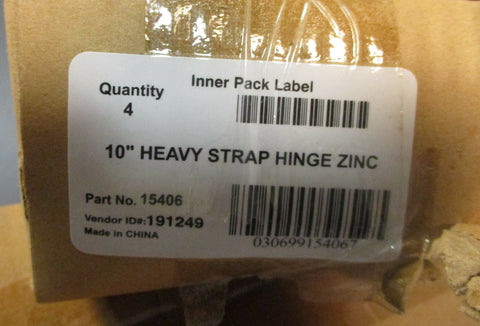 Inner Pack Label
Quantity
4
10" HEAVY STRAP HINGE ZINC
Part No. 15406
Vendor ID#:191249
Made in CHINA
030699154067